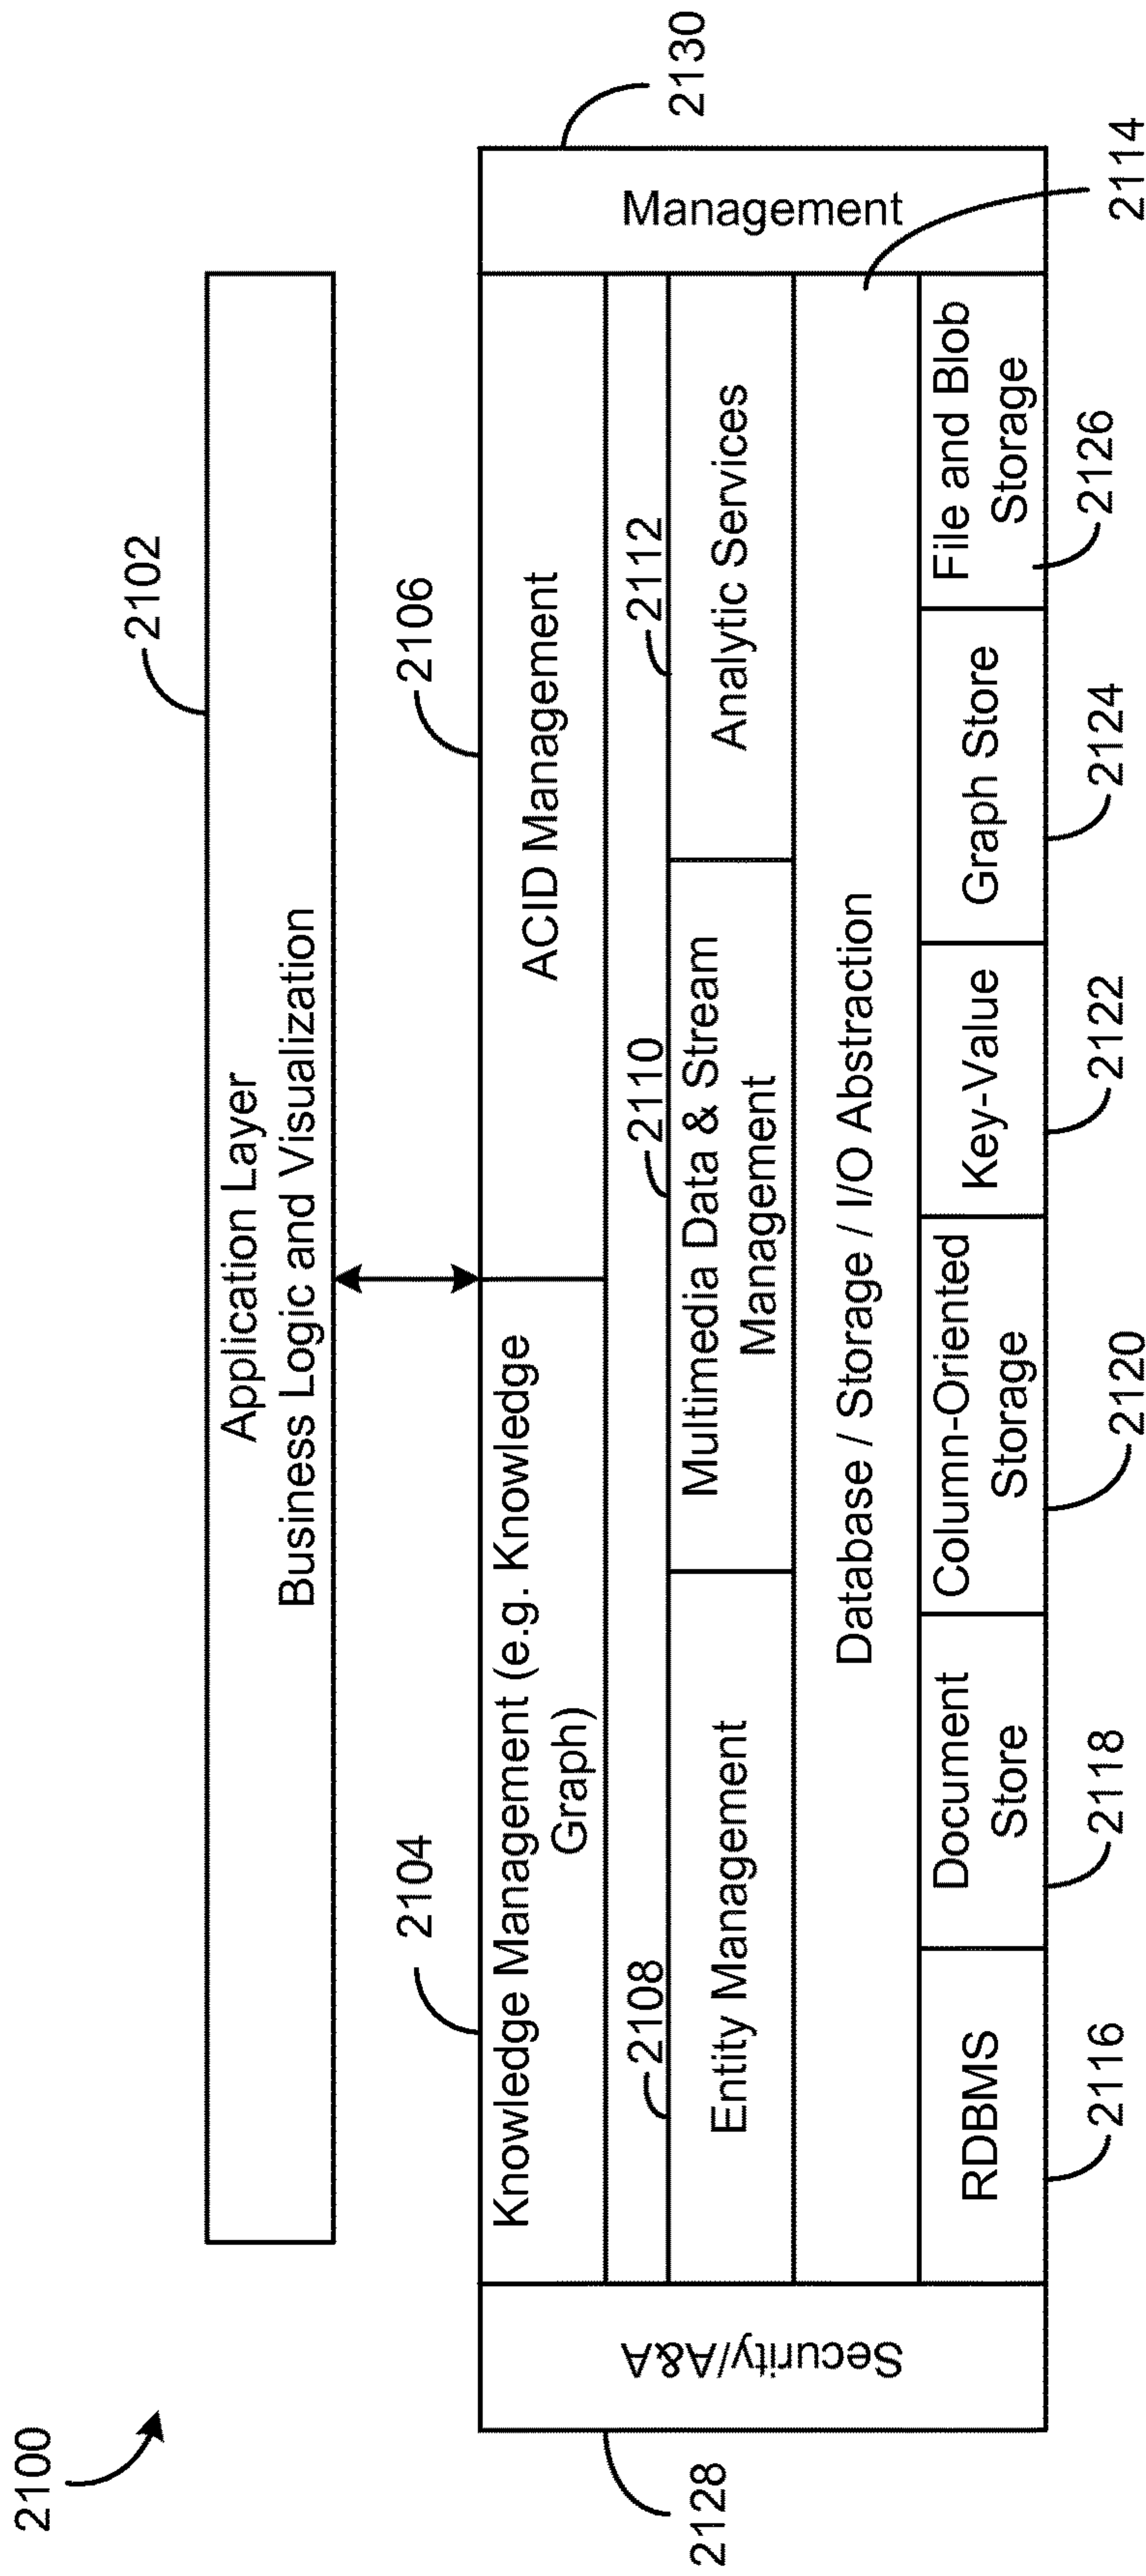 2100
2102
Application Layer
Business Logic and Visualization
2104
2106
Knowledge Management (e.g. Knowledge
Graph)
ACID Management
2108
2110
2112
Entity Management
Multimedia Data & Stream
Management
Analytic Services
Database / Storage / I/O Abstraction
RDBMS
Document
Store
Column-Oriented
Storage
Key-Value
Graph Store
File and Blob
Storage
Security/A&A
Management
2128
2130
2114
2116
2118
2120
2122
2124
2126